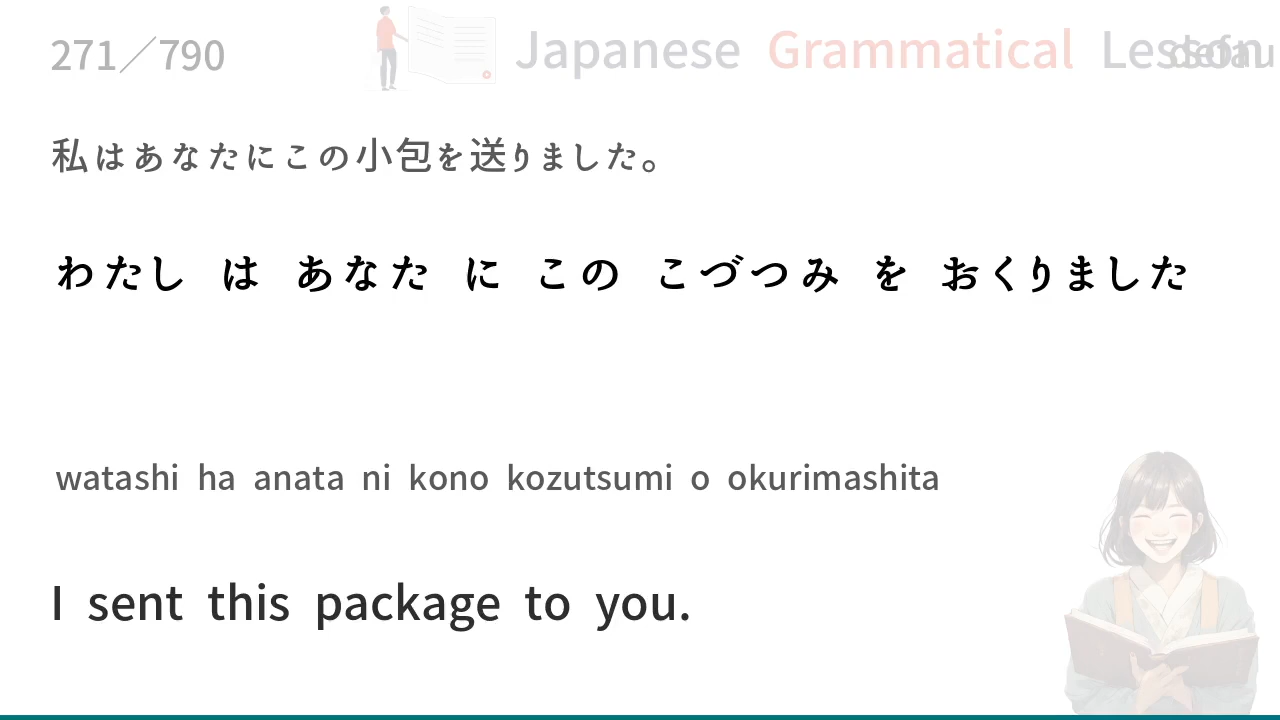 271／790
Japanese Grammatical Lesson
私はあなたにこの小包を送りました。
わたし は あなた に この こづつみ を おくりました
watashi ha anata ni kono kozutsumi o okurimashita
I sent this package to you.